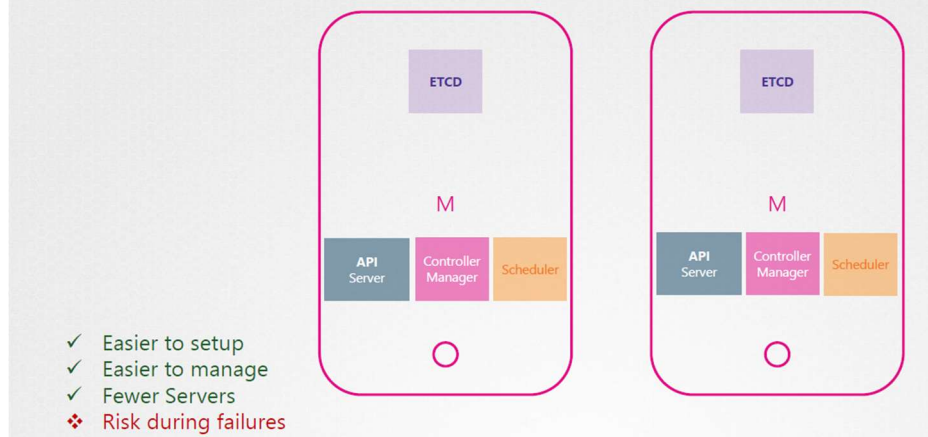 ETCD
M
API
Server
Controller
Manager
Scheduler
ETCD
M
API
Server
Controller
Manager
Scheduler
✓ Easier to setup
✓ Easier to manage
✓ Fewer Servers
❖ Risk during failures